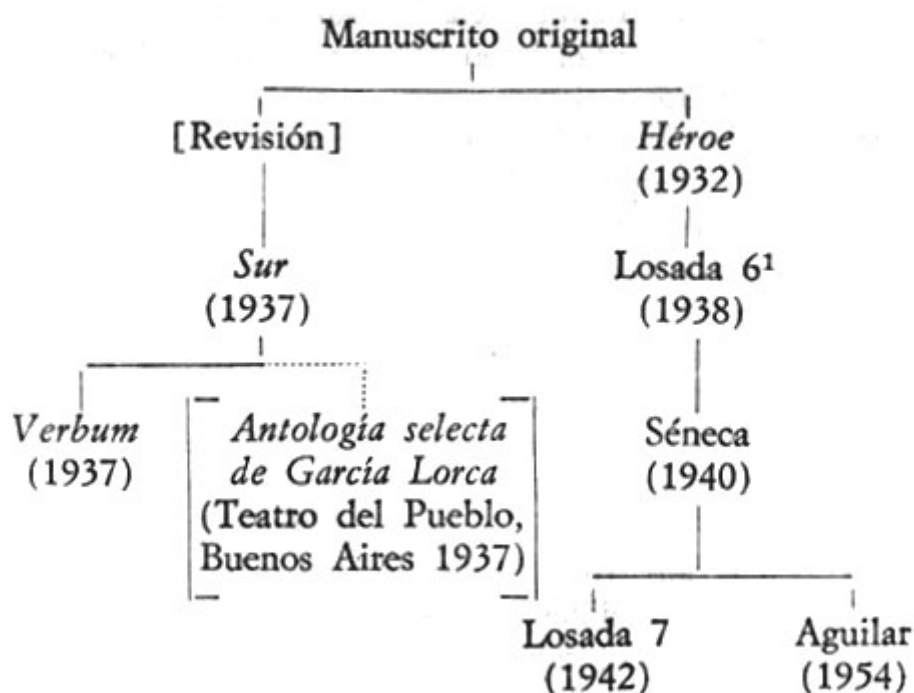 Manuscrito original
[Revisión]
Héroe
(1932)
Sur
(1937)
Losada 6¹
(1938)
Verbum
(1937)
Antología selecta
de García Lorca
(Teatro del Pueblo,
Buenos Aires 1937)
Séneca
(1940)
Losada 7
(1942)
Aguilar
(1954)